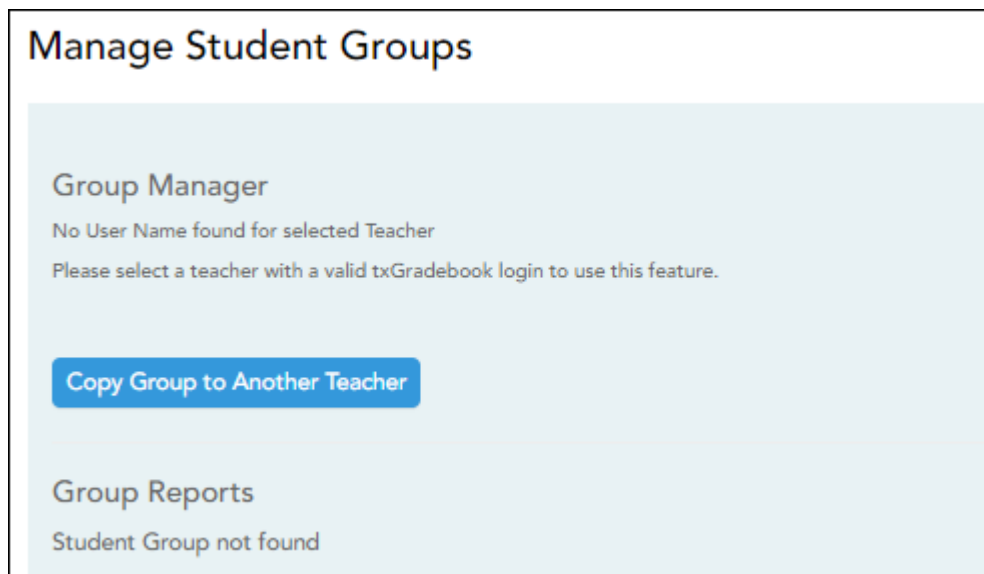 Manage Student Groups
Group Manager
No User Name found for selected Teacher
Please select a teacher with a valid txGradebook login to use this feature.
Copy Group to Another Teacher
Group Reports
Student Group not found